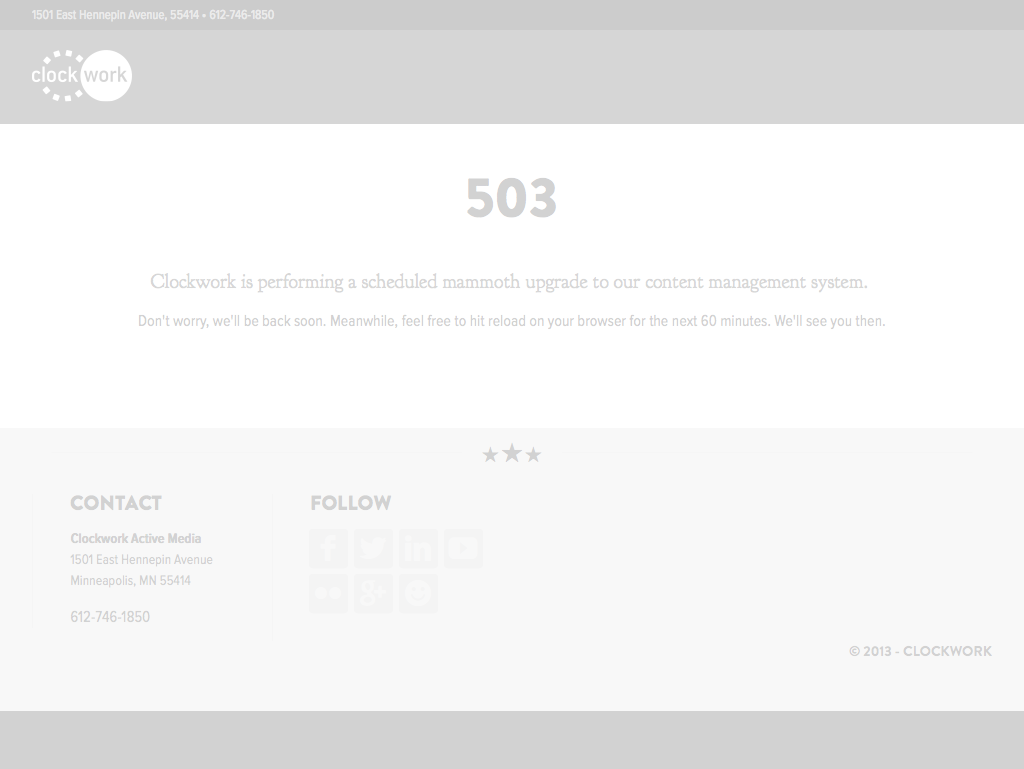 1501 East Hennepin Avenue, 55414 • 612-746-1850
clockwork
503
Clockwork is performing a scheduled mammoth upgrade to our content management system.
Don't worry, we'll be back soon. Meanwhile, feel free to hit reload on your browser for the next 60 minutes. We'll see you then.
CONTACT
Clockwork Active Media
1501 East Hennepin Avenue
Minneapolis, MN 55414
612-746-1850
FOLLOW
© 2013 - CLOCKWORK